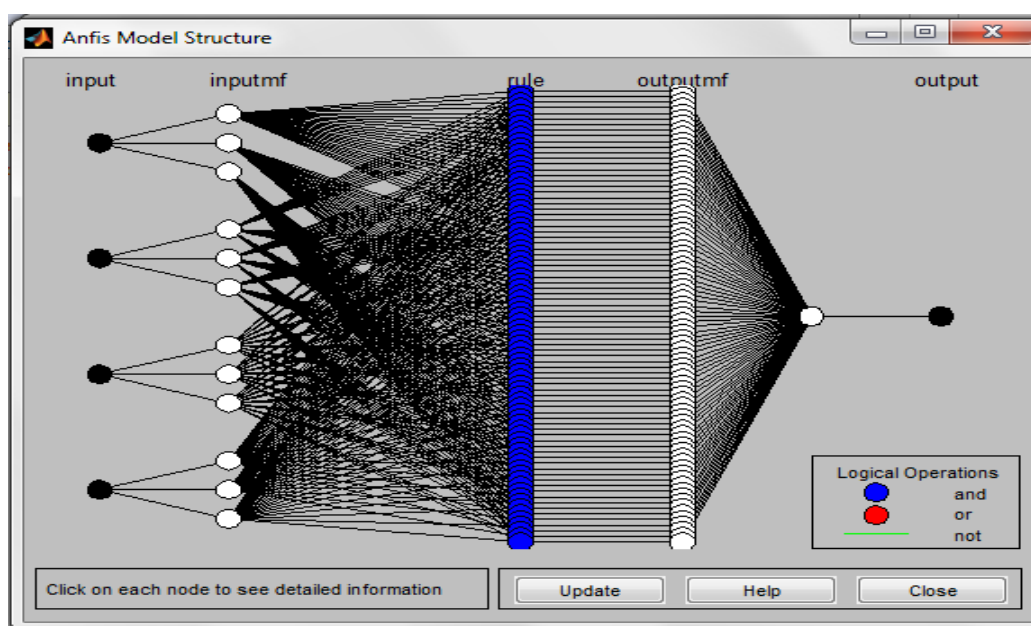 Anfis Model Structure
input inputmf rule outputmf output
Logical Operations
and
or
not
Click on each node to see detailed information
Update Help Close